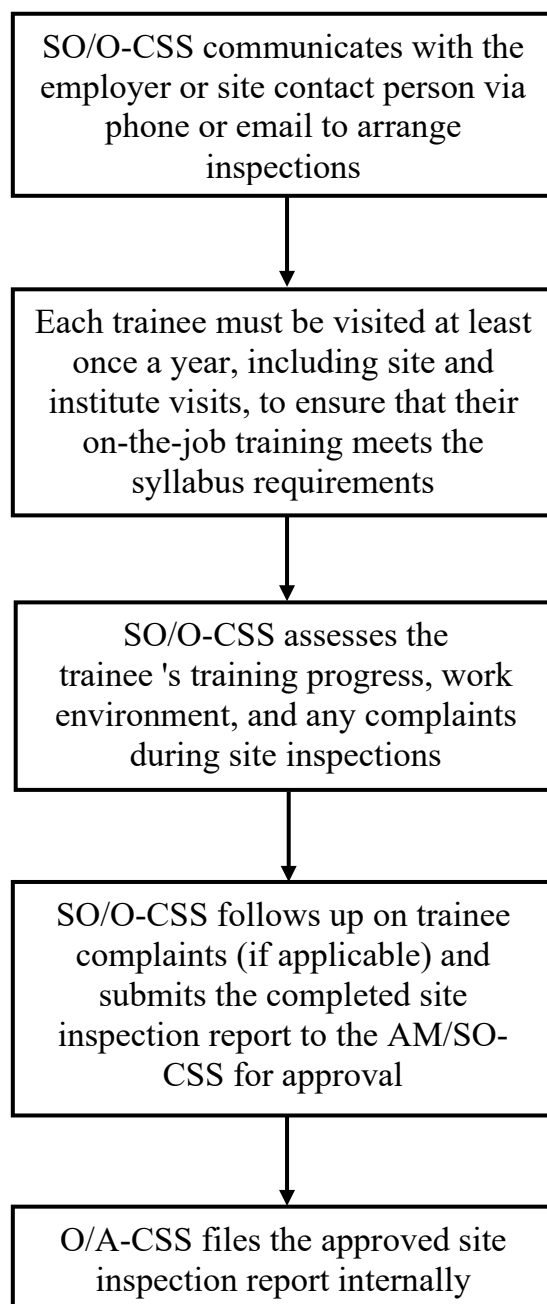 SO/O-CSS communicates with the
employer or site contact person via
phone or email to arrange
inspections
Each trainee must be visited at least
once a year, including site and
institute visits, to ensure that their
on-the-job training meets the
syllabus requirements
SO/O-CSS assesses the
trainee 's training progress, work
environment, and any complaints
during site inspections
SO/O-CSS follows up on trainee
complaints (if applicable) and
submits the completed site
inspection report to the AM/SO-
CSS for approval
O/A-CSS files the approved site
inspection report internally